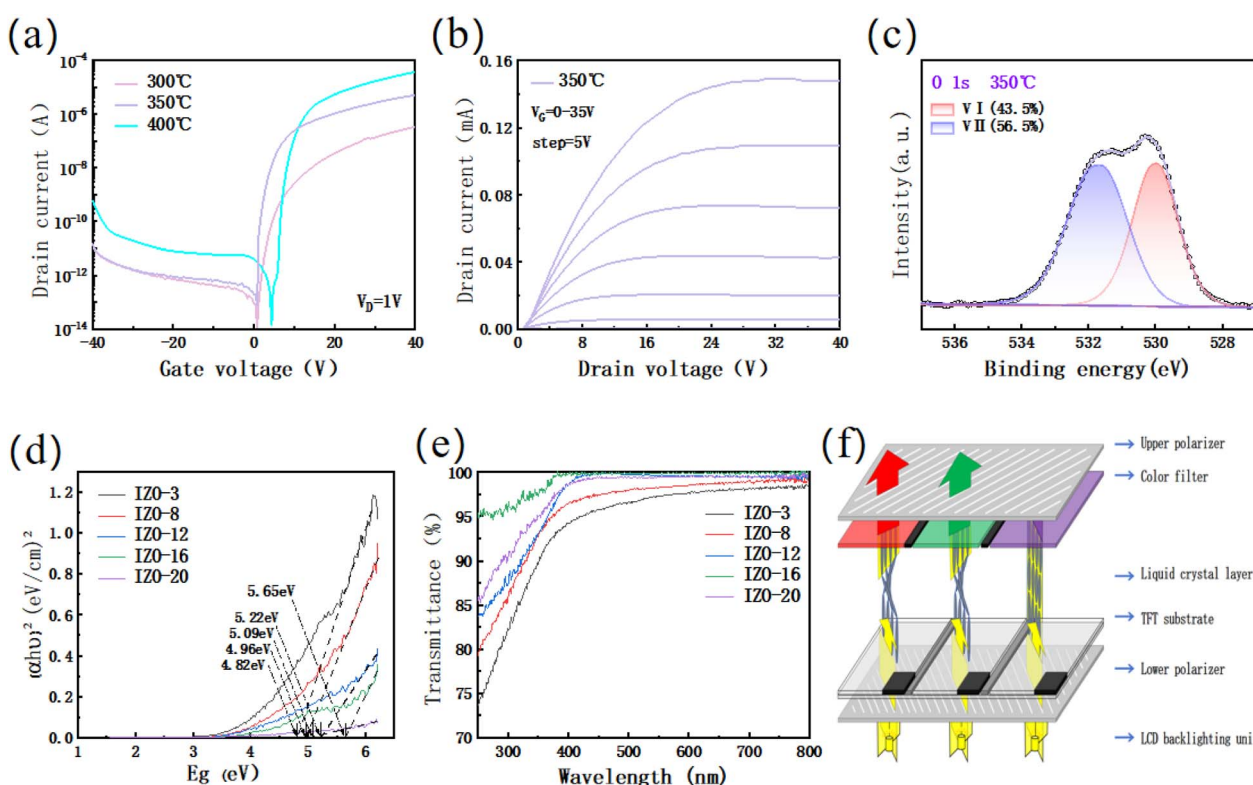 (a)
10⁻⁴
10⁻⁶
10⁻⁸
10⁻¹⁰
10⁻¹²
10⁻¹⁴
Drain current (A)
300℃
350℃
400℃
V_D=1V
-40
-20
0
20
40
Gate voltage (V)
(b)
0.16
0.12
0.08
0.04
0.00
Drain current (mA)
350℃
V_G=0-35V
step=5V
0
8
16
24
32
40
Drain voltage (V)
(c)
Intensity(a.u.)
O 1s 350℃
V I (43.5%)
V II (56.5%)
536
534
532
530
528
Binding energy(eV)
(d)
1.2
1.0
0.8
0.6
0.4
0.2
0.0
(αhυ)² (eV/cm)²
IZO-3
IZO-8
IZO-12
IZO-16
IZO-20
5.65eV
5.22eV
5.09eV
4.96eV
4.82eV
1
2
3
4
5
6
Eg (eV)
(e)
100
95
90
85
80
75
70
Transmittance (%)
IZO-3
IZO-8
IZO-12
IZO-16
IZO-20
300
400
500
600
700
800
Wavelength (nm)
(f)
Upper polarizer
Color filter
Liquid crystal layer
TFT substrate
Lower polarizer
LCD backlighting uni